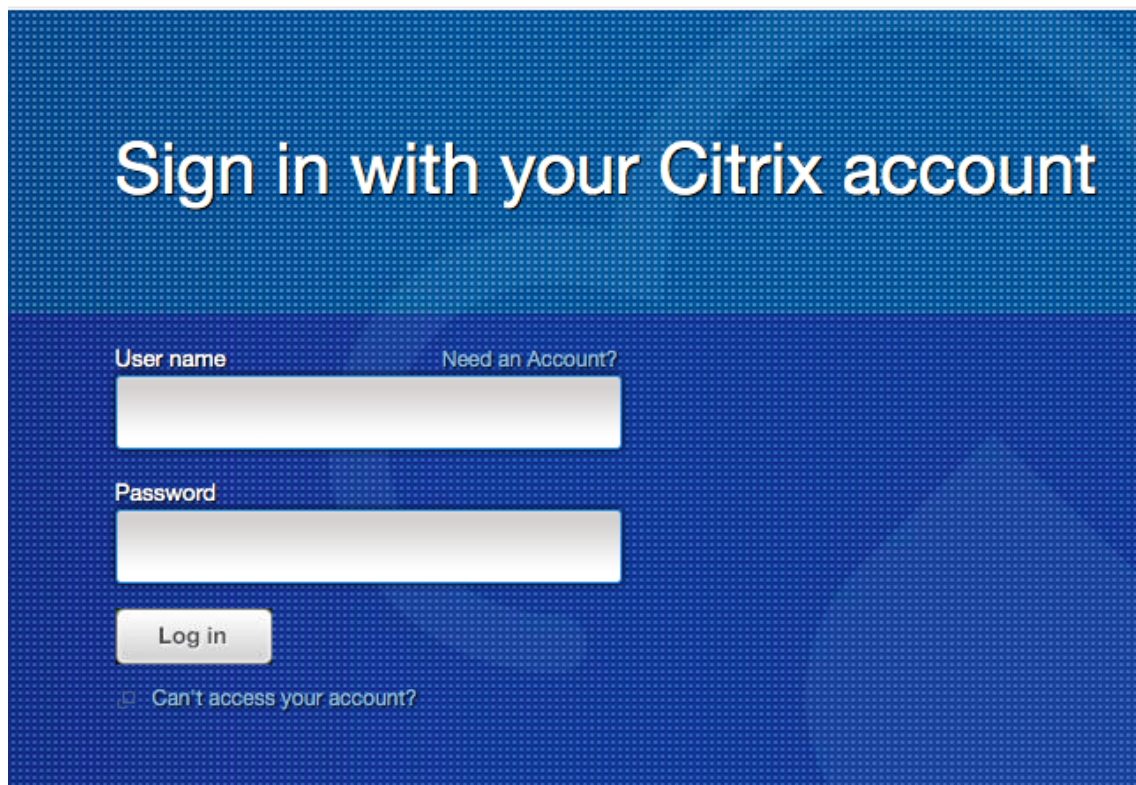 Sign in with your Citrix account
User name Need an Account?
Password
Log in
Can't access your account?